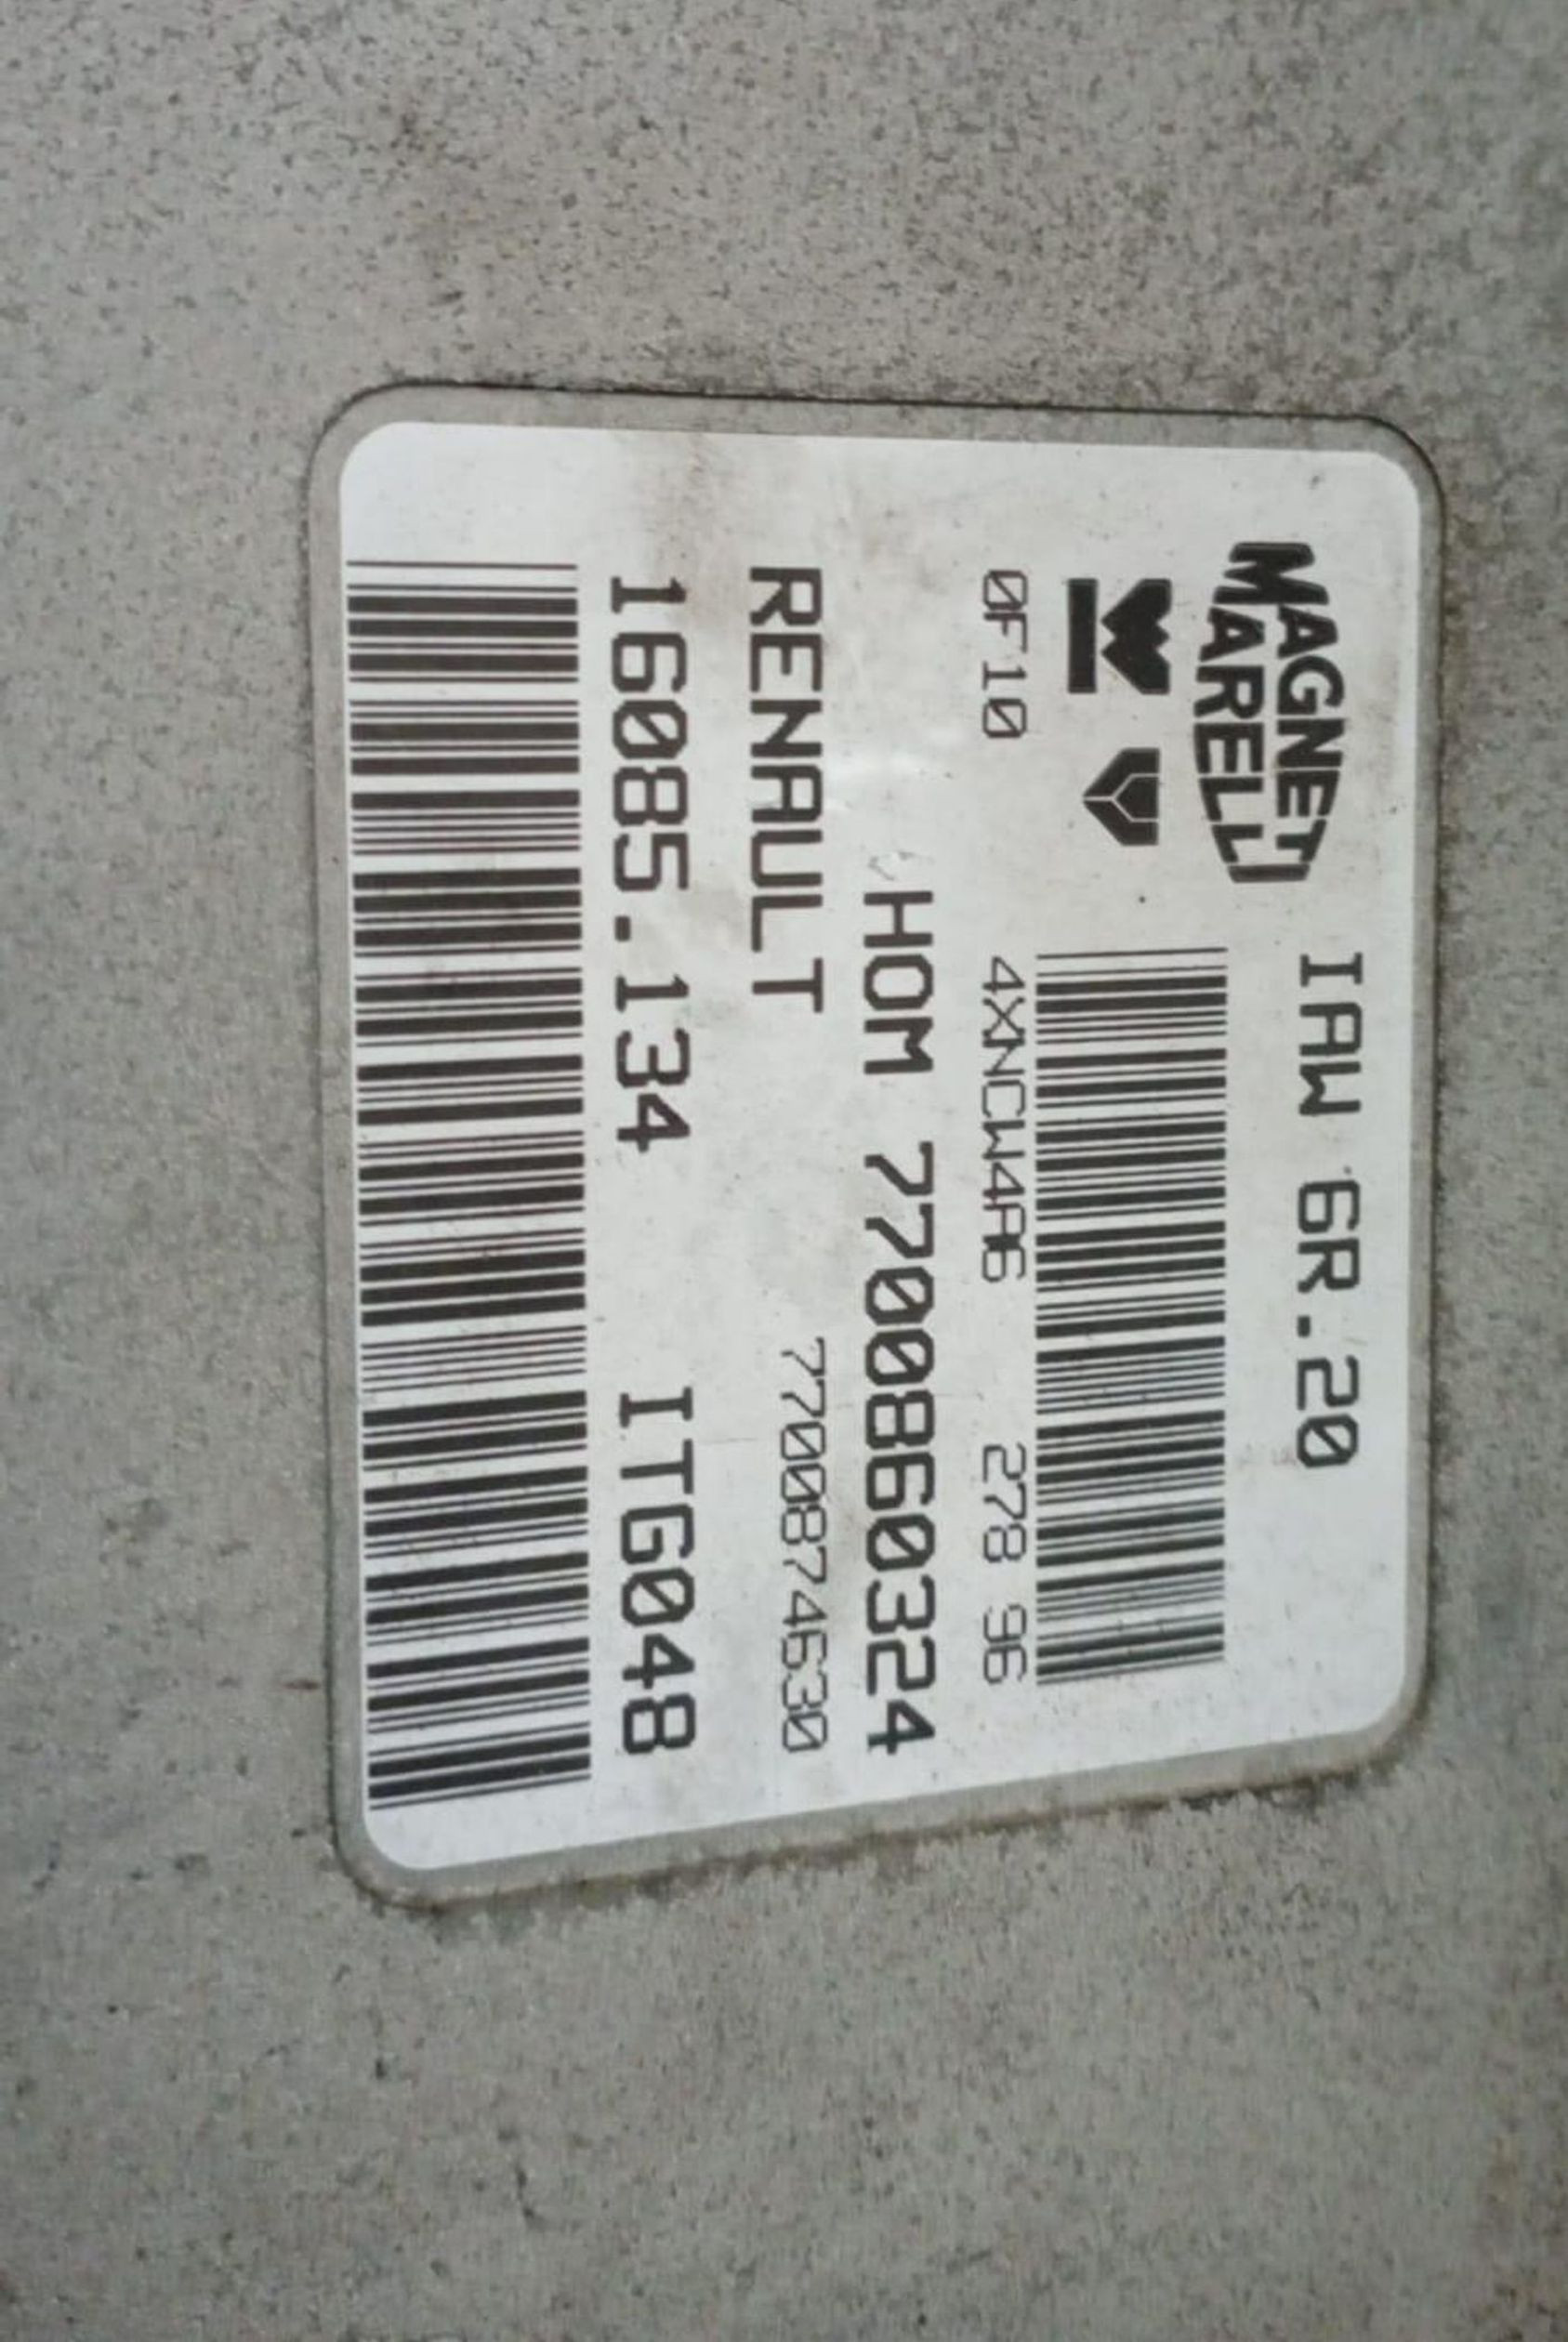 MAGNETI
MARELLI
IAW 6R.20
0F10 4XNCW4A6 278 96
HOM 7700860324
RENAULT 7700874630
16085.134 ITG048